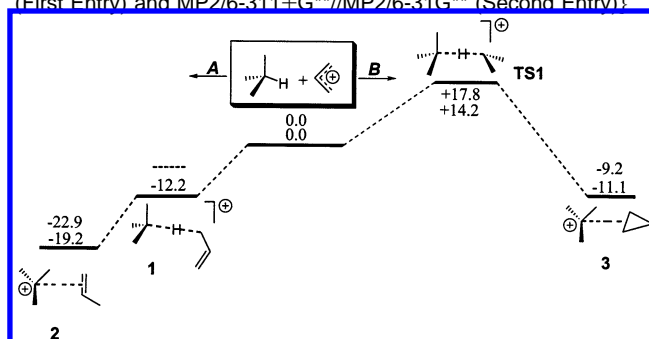 (First Entry) and MP2/6-311+G**//MP2/6-31G** (Second Entry)}
A
H
+
⊕
B
H
⊕
TS1
+17.8
+14.2
0.0
0.0
-----
-12.2
H
⊕
1
-22.9
-19.2
⊕
2
-9.2
-11.1
⊕
3